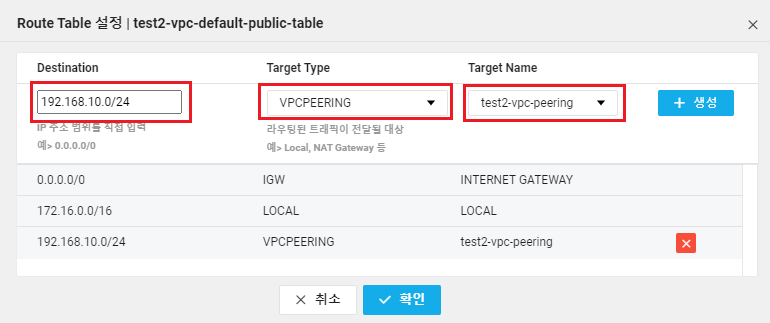 Route Table 설정 | test2-vpc-default-public-table
Destination Target Type Target Name
192.168.10.0/24 VPCPEERING test2-vpc-peering + 생성
IP 주소 범위를 직접 입력 라우팅된 트래픽이 전달될 대상
예> 0.0.0.0/0 예> Local, NAT Gateway 등
0.0.0.0/0 IGW INTERNET GATEWAY
172.16.0.0/16 LOCAL LOCAL
192.168.10.0/24 VPCPEERING test2-vpc-peering
취소 확인